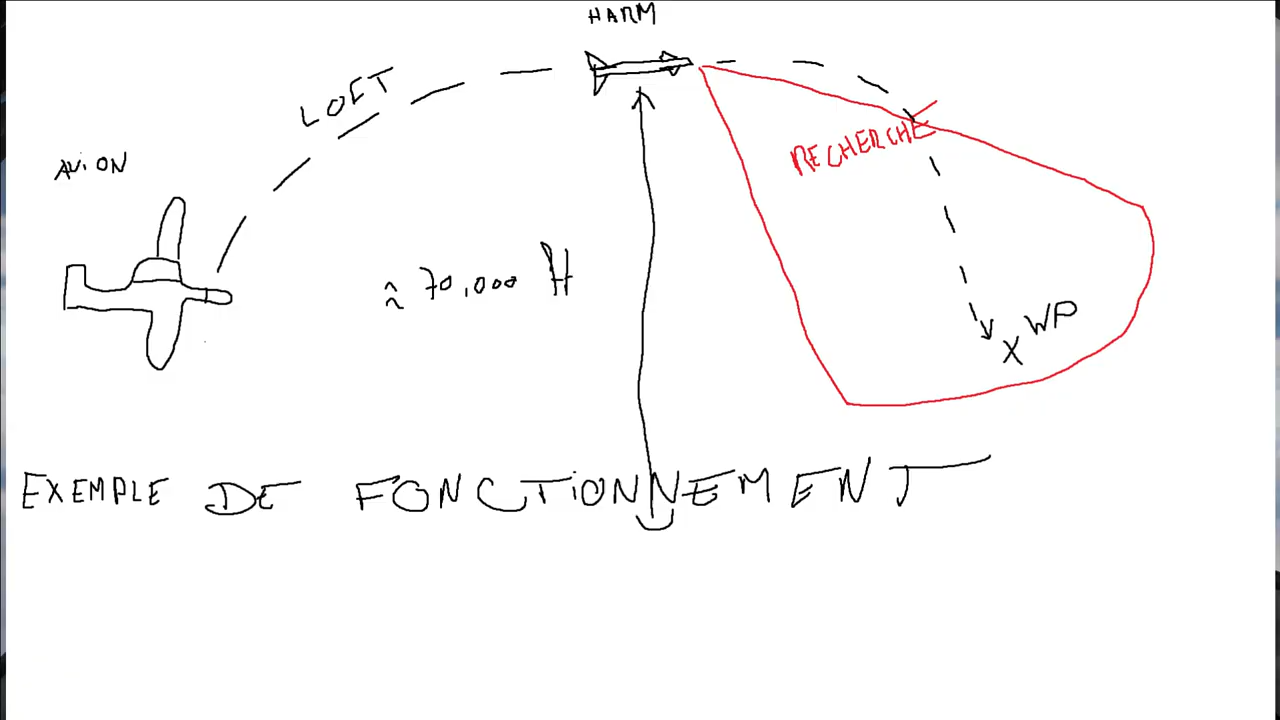 HARM
LOFT
AViON
RECHERCHE
≈ 70,000 ft
X WP
EXEMPLE DE FONCTiONNEMENT